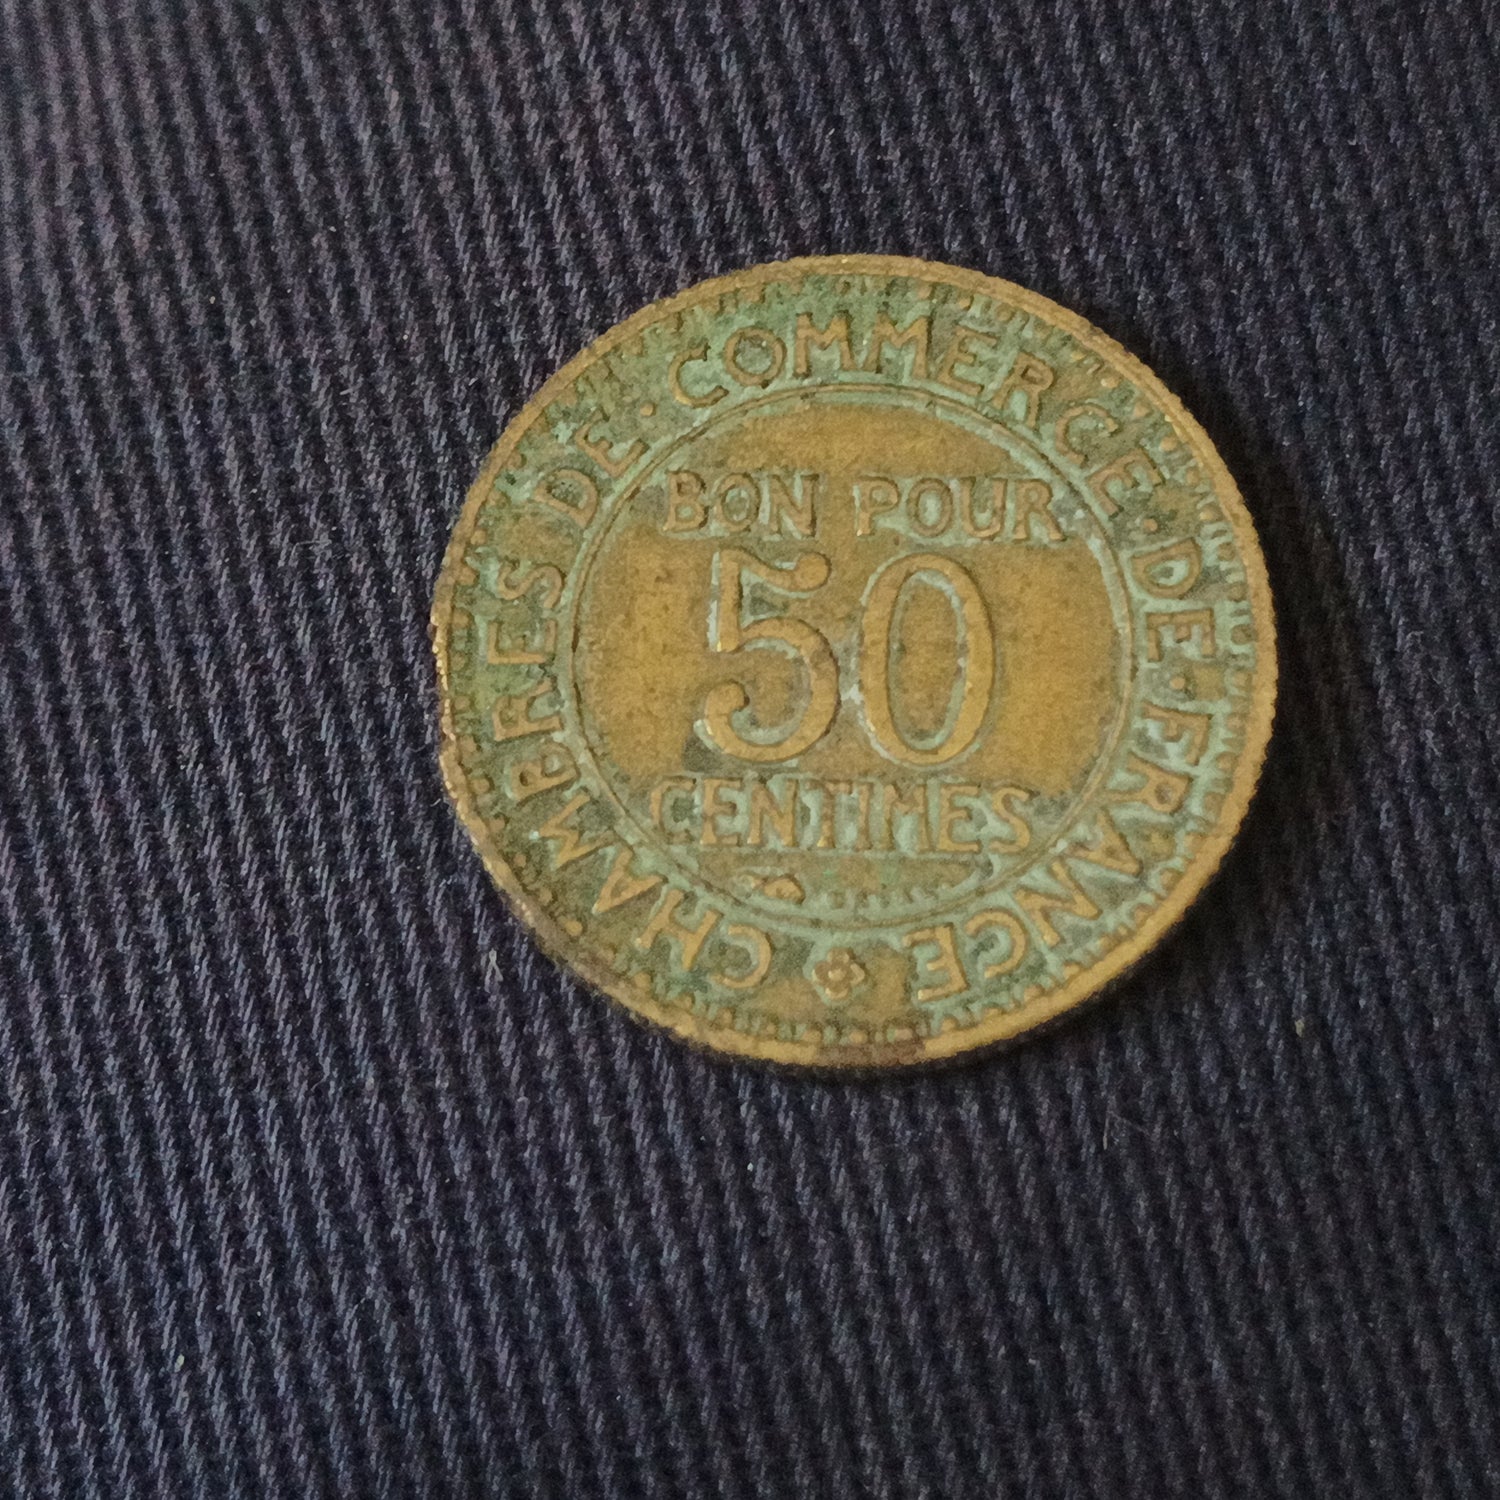 CHAMBRES DE · COMMERCE · DE · FRANCE
BON POUR
50
CENTIMES